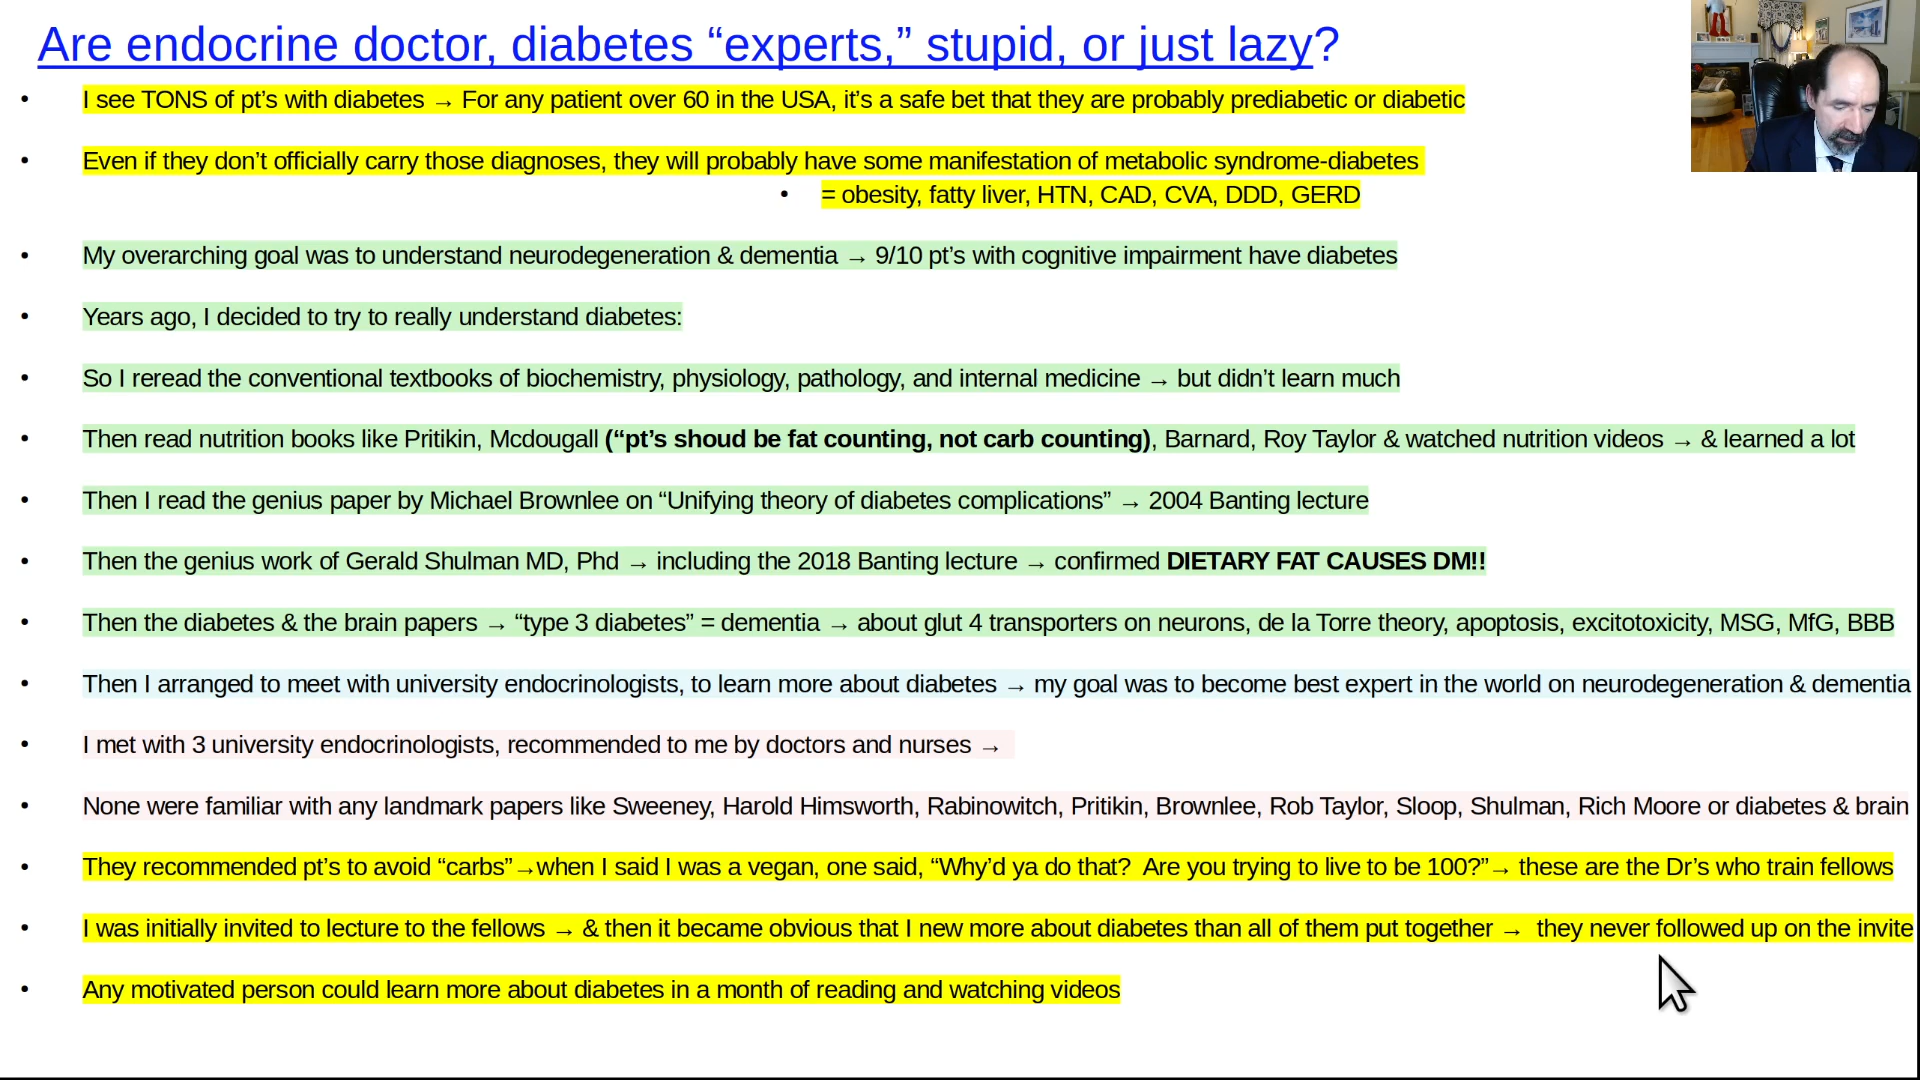 Are endocrine doctor, diabetes “experts,” stupid, or just lazy?
• I see TONS of pt’s with diabetes → For any patient over 60 in the USA, it’s a safe bet that they are probably prediabetic or diabetic
• Even if they don’t officially carry those diagnoses, they will probably have some manifestation of metabolic syndrome-diabetes
• = obesity, fatty liver, HTN, CAD, CVA, DDD, GERD
• My overarching goal was to understand neurodegeneration & dementia → 9/10 pt’s with cognitive impairment have diabetes
• Years ago, I decided to try to really understand diabetes:
• So I reread the conventional textbooks of biochemistry, physiology, pathology, and internal medicine → but didn’t learn much
• Then read nutrition books like Pritikin, Mcdougall (“pt’s shoud be fat counting, not carb counting), Barnard, Roy Taylor & watched nutrition videos → & learned a lot
• Then I read the genius paper by Michael Brownlee on “Unifying theory of diabetes complications” → 2004 Banting lecture
• Then the genius work of Gerald Shulman MD, Phd → including the 2018 Banting lecture → confirmed DIETARY FAT CAUSES DM!!
• Then the diabetes & the brain papers → “type 3 diabetes” = dementia → about glut 4 transporters on neurons, de la Torre theory, apoptosis, excitotoxicity, MSG, MfG, BBB
• Then I arranged to meet with university endocrinologists, to learn more about diabetes → my goal was to become best expert in the world on neurodegeneration & dementia
• I met with 3 university endocrinologists, recommended to me by doctors and nurses →
• None were familiar with any landmark papers like Sweeney, Harold Himsworth, Rabinowitch, Pritikin, Brownlee, Rob Taylor, Sloop, Shulman, Rich Moore or diabetes & brain
• They recommended pt’s to avoid “carbs”→when I said I was a vegan, one said, “Why’d ya do that? Are you trying to live to be 100?”→ these are the Dr’s who train fellows
• I was initially invited to lecture to the fellows → & then it became obvious that I new more about diabetes than all of them put together → they never followed up on the invite
• Any motivated person could learn more about diabetes in a month of reading and watching videos